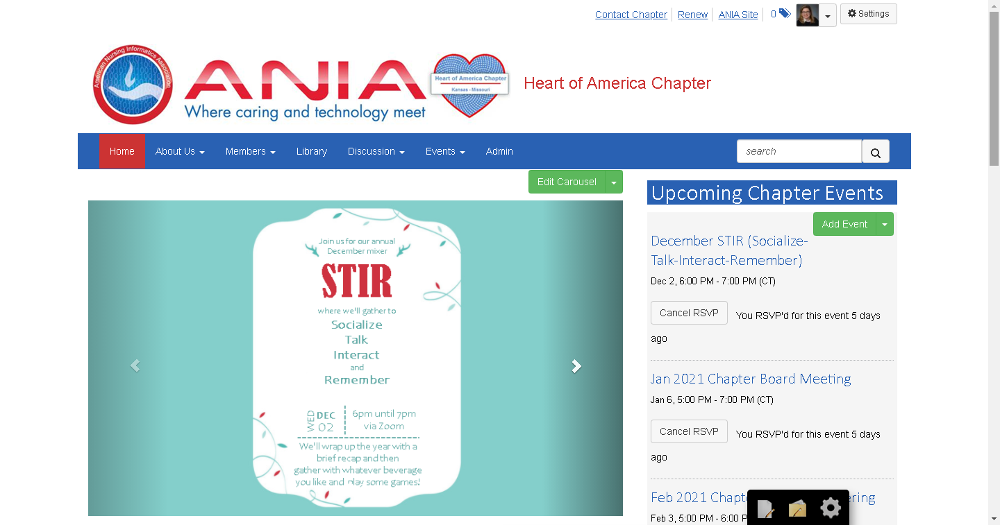 Contact Chapter
Renew
ANIA Site
0
Settings
American Nursing Informatics Association
ANIA
Where caring and technology meet
Heart of America Chapter
Kansas - Missouri
Heart of America Chapter
Home
About Us
Members
Library
Discussion
Events
Admin
search
Edit Carousel
Join us for our annual
December mixer
STIR
where we'll gather to
Socialize
Talk
Interact
and
Remember
WED
DEC
02
6pm until 7pm
via Zoom
We'll wrap up the year with a
brief recap and then
gather with whatever beverage
you like and play some games!
Upcoming Chapter Events
Add Event
December STIR (Socialize-
Talk-Interact-Remember)
Dec 2, 6:00 PM - 7:00 PM (CT)
Cancel RSVP
You RSVP'd for this event 5 days
ago
Jan 2021 Chapter Board Meeting
Jan 6, 5:00 PM - 7:00 PM (CT)
Cancel RSVP
You RSVP'd for this event 5 days
ago
Feb 2021
Feb 3, 5:00 PM - 6:00